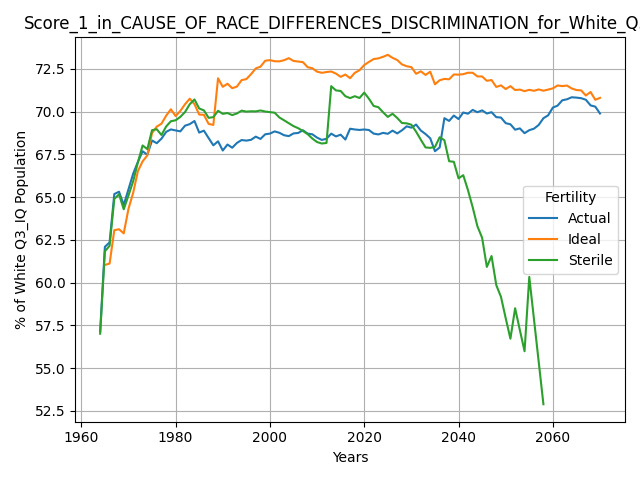 Score_1_in_CAUSE_OF_RACE_DIFFERENCES_DISCRIMINATION_for_White_Q
% of White Q3_IQ Population
72.5
70.0
67.5
65.0
62.5
60.0
57.5
55.0
52.5
Fertility
Actual
Ideal
Sterile
1960
1980
2000
2020
2040
2060
Years